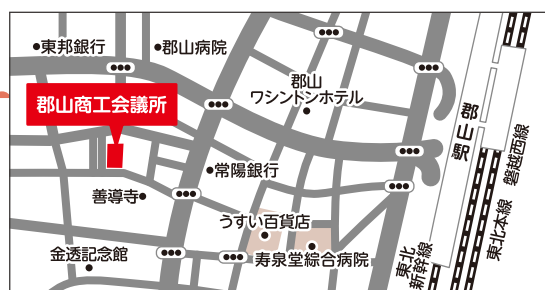 東邦銀行
郡山病院
郡山
ワシントンホテル
郡山商工会議所
郡山駅
磐越西線
常陽銀行
善導寺
うすい百貨店
東北本線
金透記念館
寿泉堂綜合病院
東北
新幹線